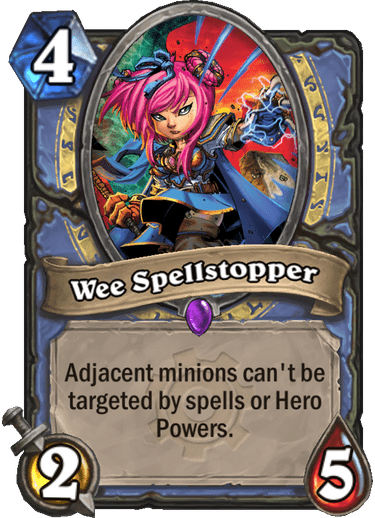 4
Wee Spellstopper
Adjacent minions can't be
targeted by spells or Hero
Powers.
2
5